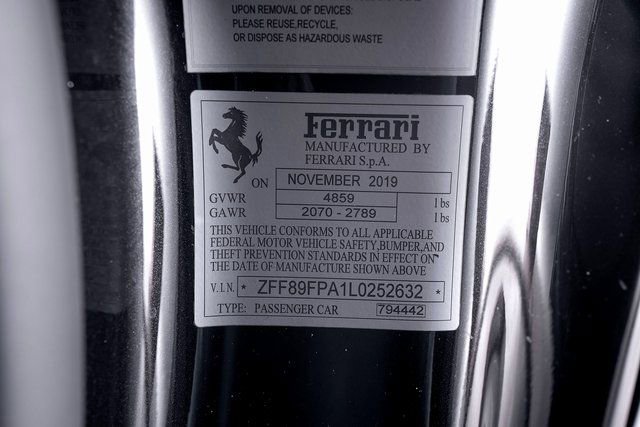 UPON REMOVAL OF DEVICES:
PLEASE REUSE,RECYCLE,
OR DISPOSE AS HAZARDOUS WASTE
Ferrari
MANUFACTURED BY
FERRARI S.p.A.
ON NOVEMBER 2019
GVWR 4859 lbs
GAWR 2070 - 2789 lbs
THIS VEHICLE CONFORMS TO ALL APPLICABLE
FEDERAL MOTOR VEHICLE SAFETY,BUMPER,AND
THEFT PREVENTION STANDARDS IN EFFECT ON
THE DATE OF MANUFACTURE SHOWN ABOVE
V.I.N. * ZFF89FPA1L0252632 *
TYPE: PASSENGER CAR 794442